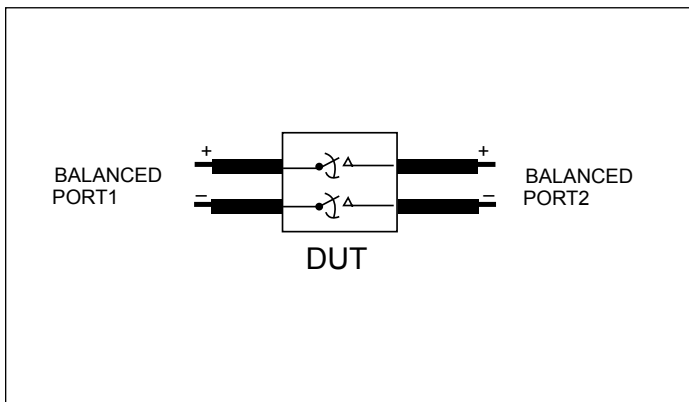 +
+
BALANCED
PORT1
BALANCED
PORT2
–
–
DUT